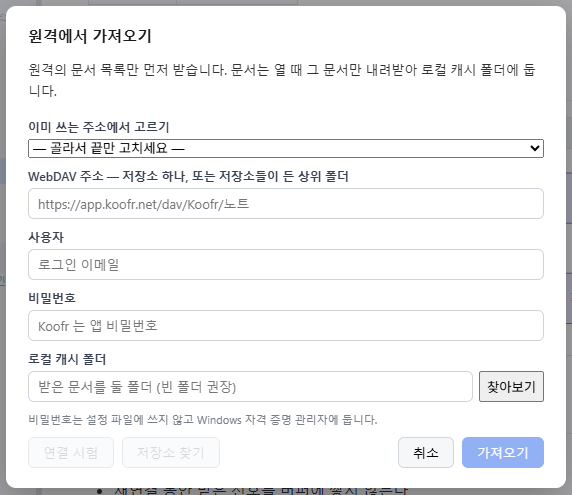 원격에서 가져오기
원격의 문서 목록만 먼저 받습니다. 문서는 열 때 그 문서만 내려받아 로컬 캐시 폴더에 둡
니다.
이미 쓰는 주소에서 고르기
— 골라서 끝만 고치세요 —
WebDAV 주소 — 저장소 하나, 또는 저장소들이 든 상위 폴더
https://app.koofr.net/dav/Koofr/노트
사용자
로그인 이메일
비밀번호
Koofr 는 앱 비밀번호
로컬 캐시 폴더
받은 문서를 둘 폴더 (빈 폴더 권장)
찾아보기
비밀번호는 설정 파일에 쓰지 않고 Windows 자격 증명 관리자에 둡니다.
연결 시험
저장소 찾기
취소
가져오기